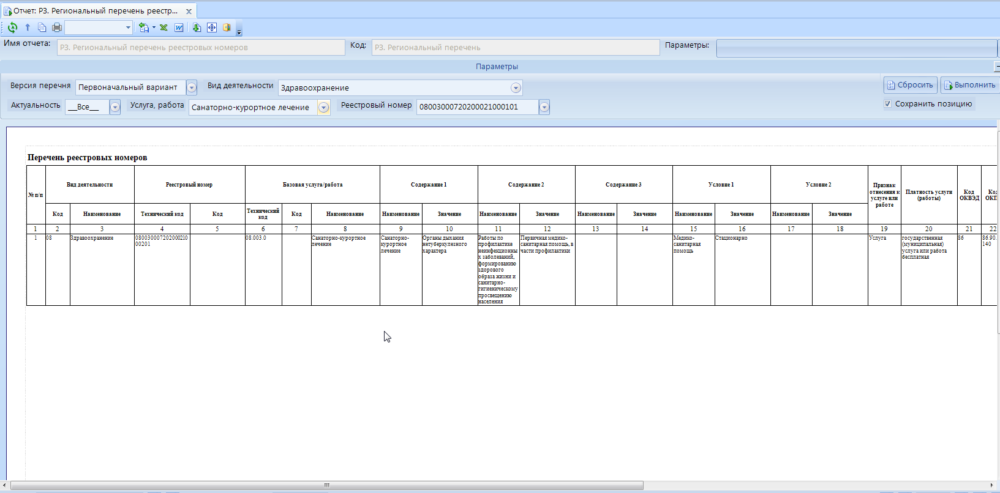 Отчет: Р3. Региональный перечень реестр...
Имя отчета: Р3. Региональный перечень реестровых номеров Код: Р3. Региональный перечень Параметры:
Параметры
Версия перечня Первоначальный вариант Вид деятельности Здравоохранение Сбросить Выполнить
Актуальность __Все__ Услуга, работа Санаторно-курортное лечение Реестровый номер 08003000720200021000101 Сохранить позицию
Перечень реестровых номеров
№ п/п Вид деятельности Реестровый номер Базовая услуга/работа Содержание 1 Содержание 2 Содержание 3 Условие 1 Условие 2 Признак отнесения к услуге или работе Платность услуги (работы) Код ОКВЭД
Код Наименование Технический код Код Технический код Код Наименование Наименование Значение Наименование Значение Наименование Значение Наименование Значение Наименование Значение
1 2 3 4 5 6 7 8 9 10 11 12 13 14 15 16 17 18 19 20 21 22
1 08 Здравоохранение 080030007202000210 08.003.0 Санаторно-курортное Санаторно- Органы дыхания Работы по Первичная медико- Медико- Стационарно Услуга государственная 86 86.90.
00201 лечение курортное нетуберкулезного профилактике санитарная помощь, в санитарная (муниципальная) 140
лечение характера неинфекционны части профилактики помощь услуга или работа
х заболеваний, бесплатная
формированию
здорового
образа жизни и
санитарно-
гигиеническому
просвещению
населения